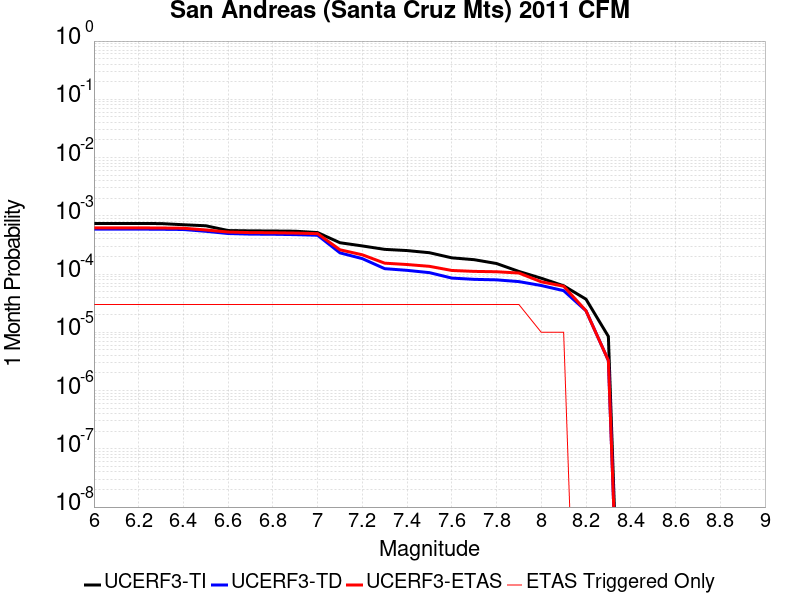 San Andreas (Santa Cruz Mts) 2011 CFM
1 Month Probability
10^0
10^-1
10^-2
10^-3
10^-4
10^-5
10^-6
10^-7
10^-8
6 6.2 6.4 6.6 6.8 7 7.2 7.4 7.6 7.8 8 8.2 8.4 8.6 8.8 9
Magnitude
UCERF3-TI UCERF3-TD UCERF3-ETAS ETAS Triggered Only